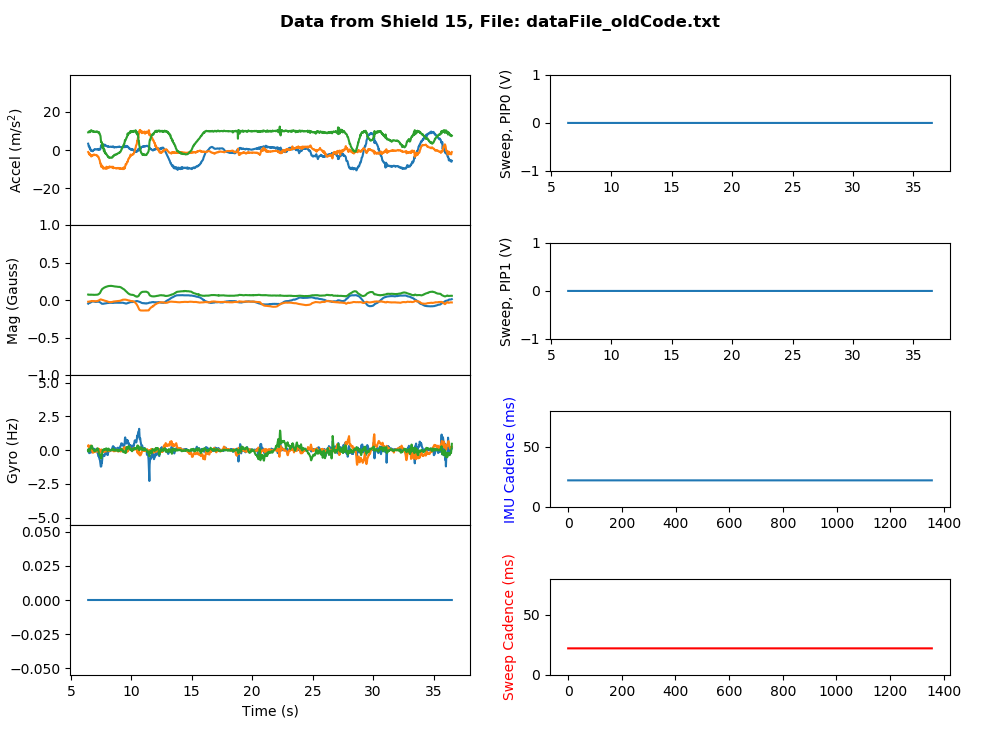 Data from Shield 15, File: dataFile_oldCode.txt
Accel (m/s²)
20
0
−20
Mag (Gauss)
1.0
0.5
0.0
−0.5
−1.0
Gyro (Hz)
5.0
2.5
0.0
−2.5
−5.0
0.050
0.025
0.000
−0.025
−0.050
5 10 15 20 25 30 35
Time (s)
Sweep, PIP0 (V)
1
0
−1
5 10 15 20 25 30 35
Sweep, PIP1 (V)
1
0
−1
5 10 15 20 25 30 35
IMU Cadence (ms)
50
0
0 200 400 600 800 1000 1200 1400
Sweep Cadence (ms)
50
0
0 200 400 600 800 1000 1200 1400